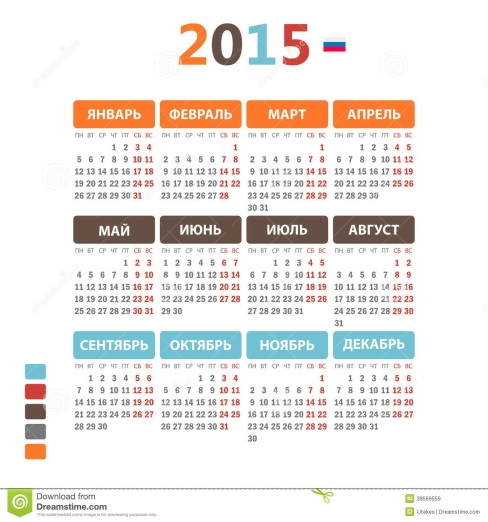 2015
ЯНВАРЬ ФЕВРАЛЬ МАРТ АПРЕЛЬ
ПН ВТ СР ЧТ ПТ СБ ВС ПН ВТ СР ЧТ ПТ СБ ВС ПН ВТ СР ЧТ ПТ СБ ВС ПН ВТ СР ЧТ ПТ СБ ВС
1 2 3 4 1 1 1 2 3 4 5
5 6 7 8 9 10 11 2 3 4 5 6 7 8 2 3 4 5 6 7 8 6 7 8 9 10 11 12
12 13 14 15 16 17 18 9 10 11 12 13 14 15 9 10 11 12 13 14 15 13 14 15 16 17 18 19
19 20 21 22 23 24 25 16 17 18 19 20 21 22 16 17 18 19 20 21 22 20 21 22 23 24 25 26
26 27 28 29 30 31 23 24 25 26 27 28 23 24 25 26 27 28 29 27 28 29 30
30 31
МАЙ ИЮНЬ ИЮЛЬ АВГУСТ
ПН ВТ СР ЧТ ПТ СБ ВС ПН ВТ СР ЧТ ПТ СБ ВС ПН ВТ СР ЧТ ПТ СБ ВС ПН ВТ СР ЧТ ПТ СБ ВС
1 2 3 1 2 3 4 5 6 7 1 2 3 4 5 1 2
4 5 6 7 8 9 10 8 9 10 11 12 13 14 6 7 8 9 10 11 12 3 4 5 6 7 8 9
11 12 13 14 15 16 17 15 16 17 18 19 20 21 13 14 15 16 17 18 19 10 11 12 13 14 15 16
18 19 20 21 22 23 24 22 23 24 25 26 27 28 20 21 22 23 24 25 26 17 18 19 20 21 22 23
25 26 27 28 29 30 31 29 30 27 28 29 30 31 24 25 26 27 28 29 30
31
СЕНТЯБРЬ ОКТЯБРЬ НОЯБРЬ ДЕКАБРЬ
ПН ВТ СР ЧТ ПТ СБ ВС ПН ВТ СР ЧТ ПТ СБ ВС ПН ВТ СР ЧТ ПТ СБ ВС ПН ВТ СР ЧТ ПТ СБ ВС
1 2 3 4 5 6 1 2 3 4 1 1 2 3 4 5 6
7 8 9 10 11 12 13 5 6 7 8 9 10 11 2 3 4 5 6 7 8 7 8 9 10 11 12 13
14 15 16 17 18 19 20 12 13 14 15 16 17 18 9 10 11 12 13 14 15 14 15 16 17 18 19 20
21 22 23 24 25 26 27 19 20 21 22 23 24 25 16 17 18 19 20 21 22 21 22 23 24 25 26 27
28 29 30 26 27 28 29 30 31 23 24 25 26 27 28 29 28 29 30 31
30
Download from
Dreamstime.com
This watermarked comp image is for previewing purposes only.
Utekes | Dreamstime.com